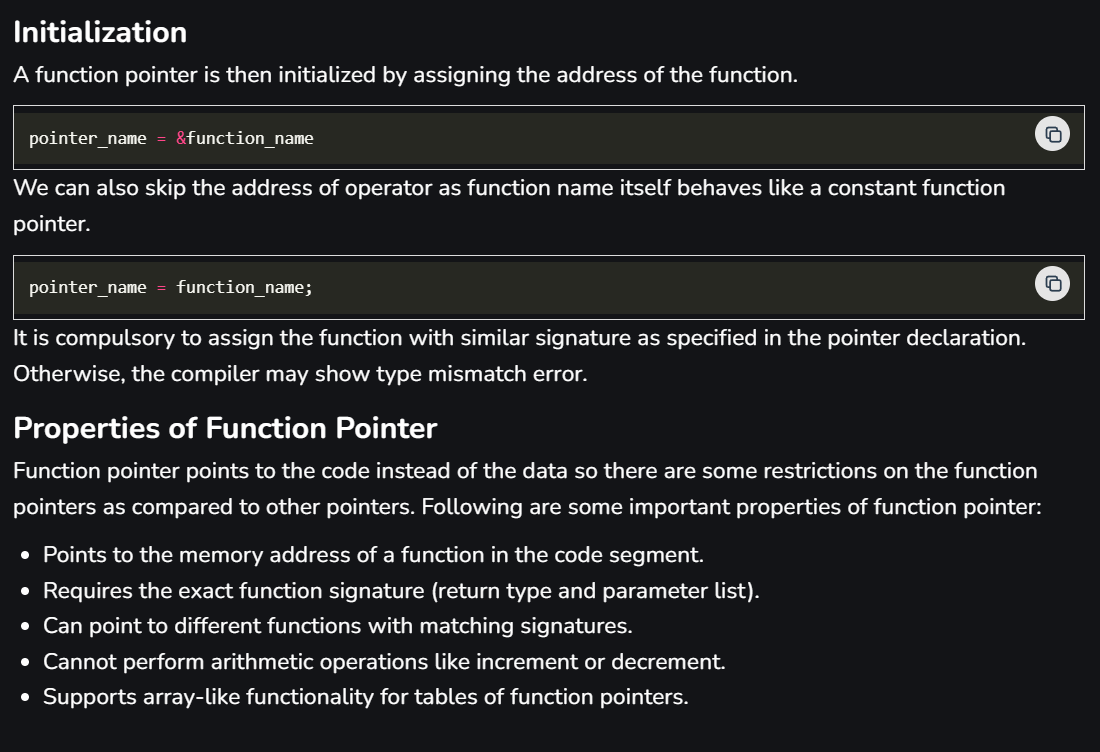 Initialization
A function pointer is then initialized by assigning the address of the function.
pointer_name = &function_name
We can also skip the address of operator as function name itself behaves like a constant function
pointer.
pointer_name = function_name;
It is compulsory to assign the function with similar signature as specified in the pointer declaration.
Otherwise, the compiler may show type mismatch error.
Properties of Function Pointer
Function pointer points to the code instead of the data so there are some restrictions on the function
pointers as compared to other pointers. Following are some important properties of function pointer:
• Points to the memory address of a function in the code segment.
• Requires the exact function signature (return type and parameter list).
• Can point to different functions with matching signatures.
• Cannot perform arithmetic operations like increment or decrement.
• Supports array-like functionality for tables of function pointers.